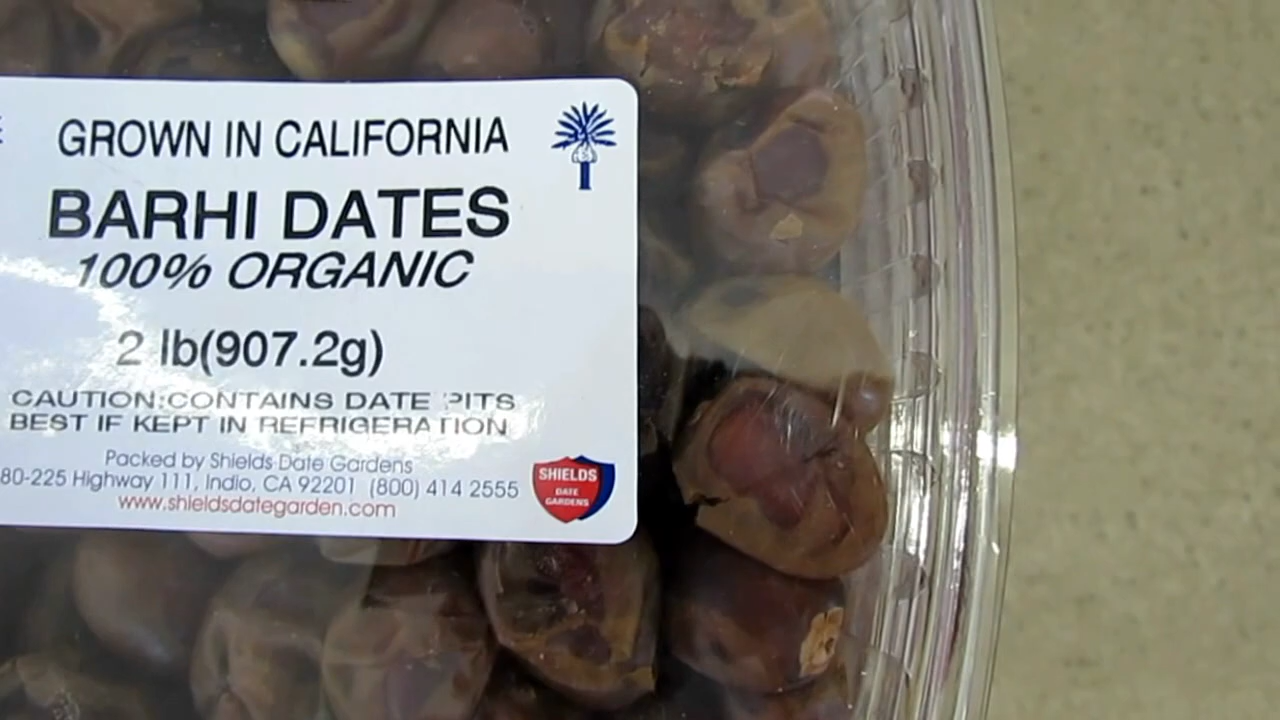 GROWN IN CALIFORNIA
BARHI DATES
100% ORGANIC
2 lb(907.2g)
CAUTION:CONTAINS DATE PITS
BEST IF KEPT IN REFRIGERATION
Packed by Shields Date Gardens
80-225 Highway 111, Indio, CA 92201 (800) 414 2555
www.shieldsdategarden.com
SHIELDS
DATE
GARDENS